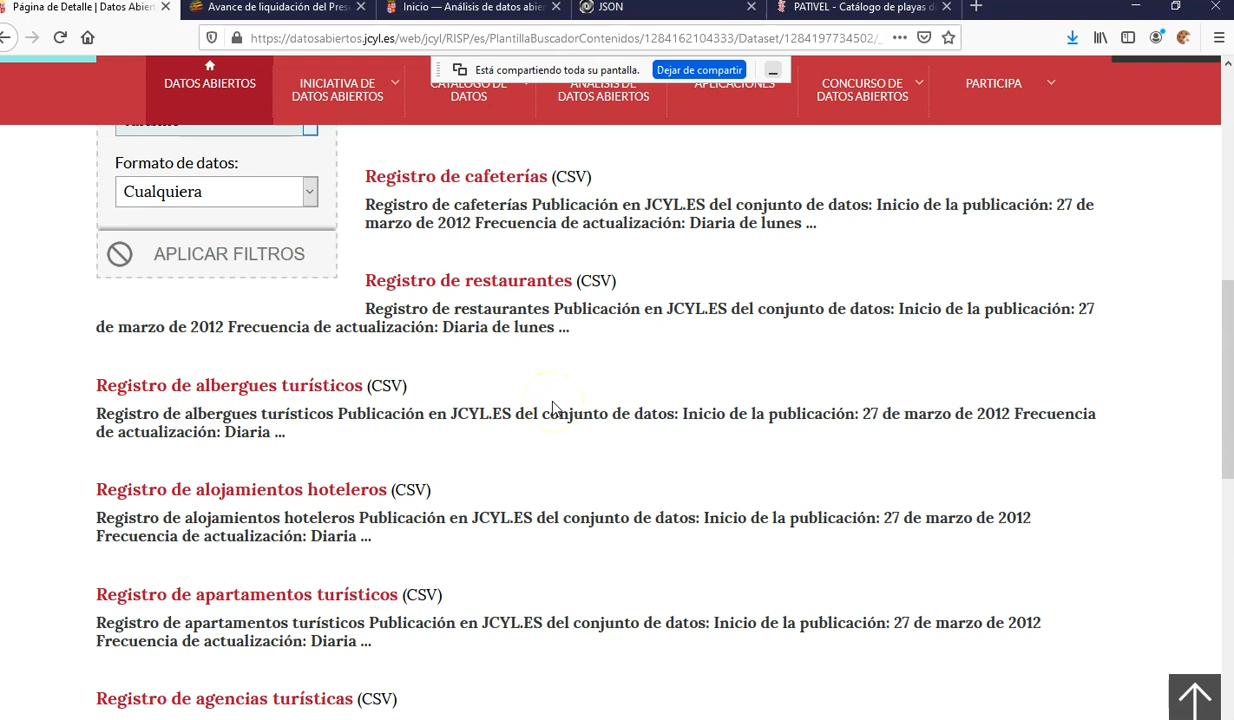 Página de Detalle | Datos Abiert
Avance de liquidación del Pres
Inicio — Análisis de datos abier
JSON
PATIVEL - Catálogo de playas d
https://datosabiertos.jcyl.es/web/jcyl/RISP/es/PlantillaBuscadorContenidos/1284162104333/Dataset/1284197734502/_
Está compartiendo toda su pantalla. Dejar de compartir
DATOS ABIERTOS
INICIATIVA DE
DATOS ABIERTOS
CATÁLOGO DE
DATOS
ANÁLISIS DE
DATOS ABIERTOS
APLICACIONES
CONCURSO DE
DATOS ABIERTOS
PARTICIPA
Formato de datos:
Cualquiera
APLICAR FILTROS
Registro de cafeterías (CSV)
Registro de cafeterías Publicación en JCYL.ES del conjunto de datos: Inicio de la publicación: 27 de
marzo de 2012 Frecuencia de actualización: Diaria de lunes ...
Registro de restaurantes (CSV)
Registro de restaurantes Publicación en JCYL.ES del conjunto de datos: Inicio de la publicación: 27
de marzo de 2012 Frecuencia de actualización: Diaria de lunes ...
Registro de albergues turísticos (CSV)
Registro de albergues turísticos Publicación en JCYL.ES del conjunto de datos: Inicio de la publicación: 27 de marzo de 2012 Frecuencia
de actualización: Diaria ...
Registro de alojamientos hoteleros (CSV)
Registro de alojamientos hoteleros Publicación en JCYL.ES del conjunto de datos: Inicio de la publicación: 27 de marzo de 2012
Frecuencia de actualización: Diaria ...
Registro de apartamentos turísticos (CSV)
Registro de apartamentos turísticos Publicación en JCYL.ES del conjunto de datos: Inicio de la publicación: 27 de marzo de 2012
Frecuencia de actualización: Diaria ...
Registro de agencias turísticas (CSV)